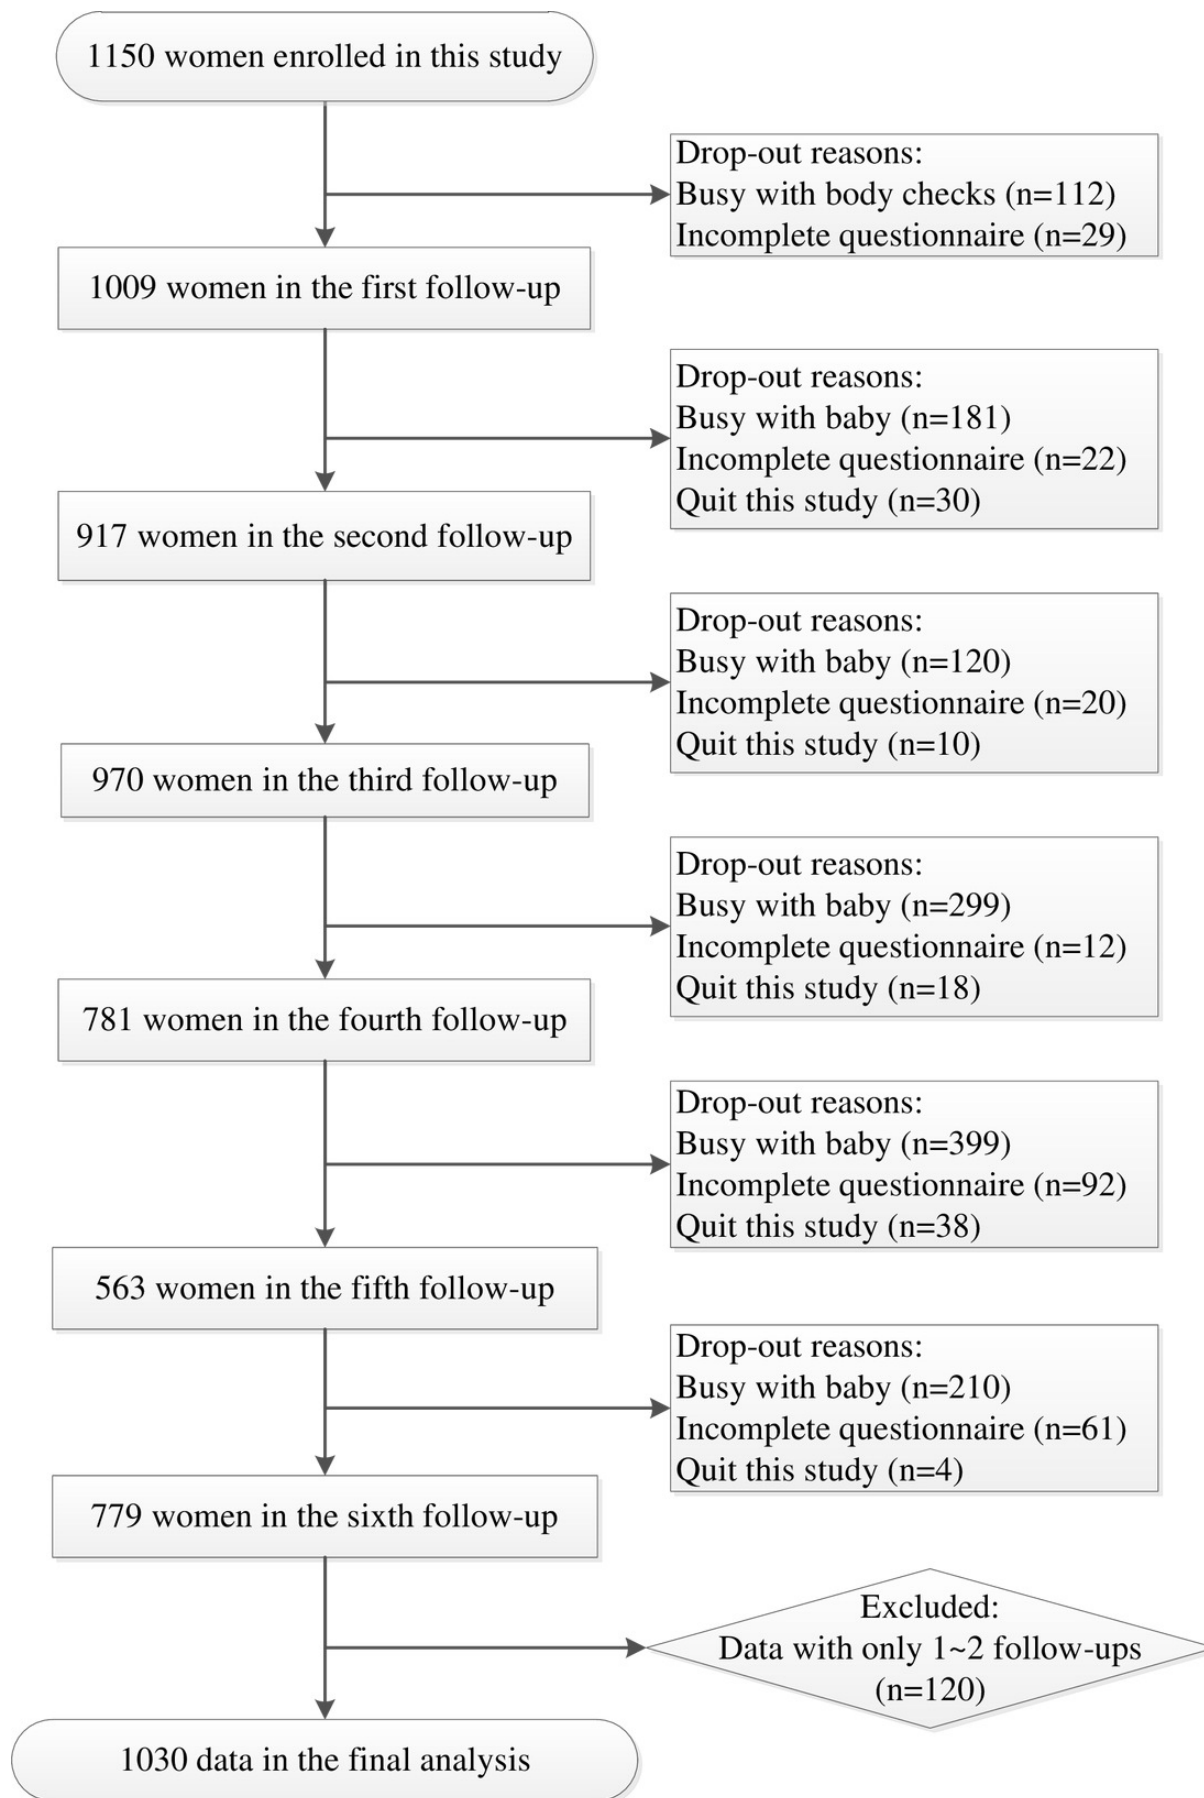 1150 women enrolled in this study
Drop-out reasons:
Busy with body checks (n=112)
Incomplete questionnaire (n=29)
1009 women in the first follow-up
Drop-out reasons:
Busy with baby (n=181)
Incomplete questionnaire (n=22)
Quit this study (n=30)
917 women in the second follow-up
Drop-out reasons:
Busy with baby (n=120)
Incomplete questionnaire (n=20)
Quit this study (n=10)
970 women in the third follow-up
Drop-out reasons:
Busy with baby (n=299)
Incomplete questionnaire (n=12)
Quit this study (n=18)
781 women in the fourth follow-up
Drop-out reasons:
Busy with baby (n=399)
Incomplete questionnaire (n=92)
Quit this study (n=38)
563 women in the fifth follow-up
Drop-out reasons:
Busy with baby (n=210)
Incomplete questionnaire (n=61)
Quit this study (n=4)
779 women in the sixth follow-up
Excluded:
Data with only 1~2 follow-ups
(n=120)
1030 data in the final analysis